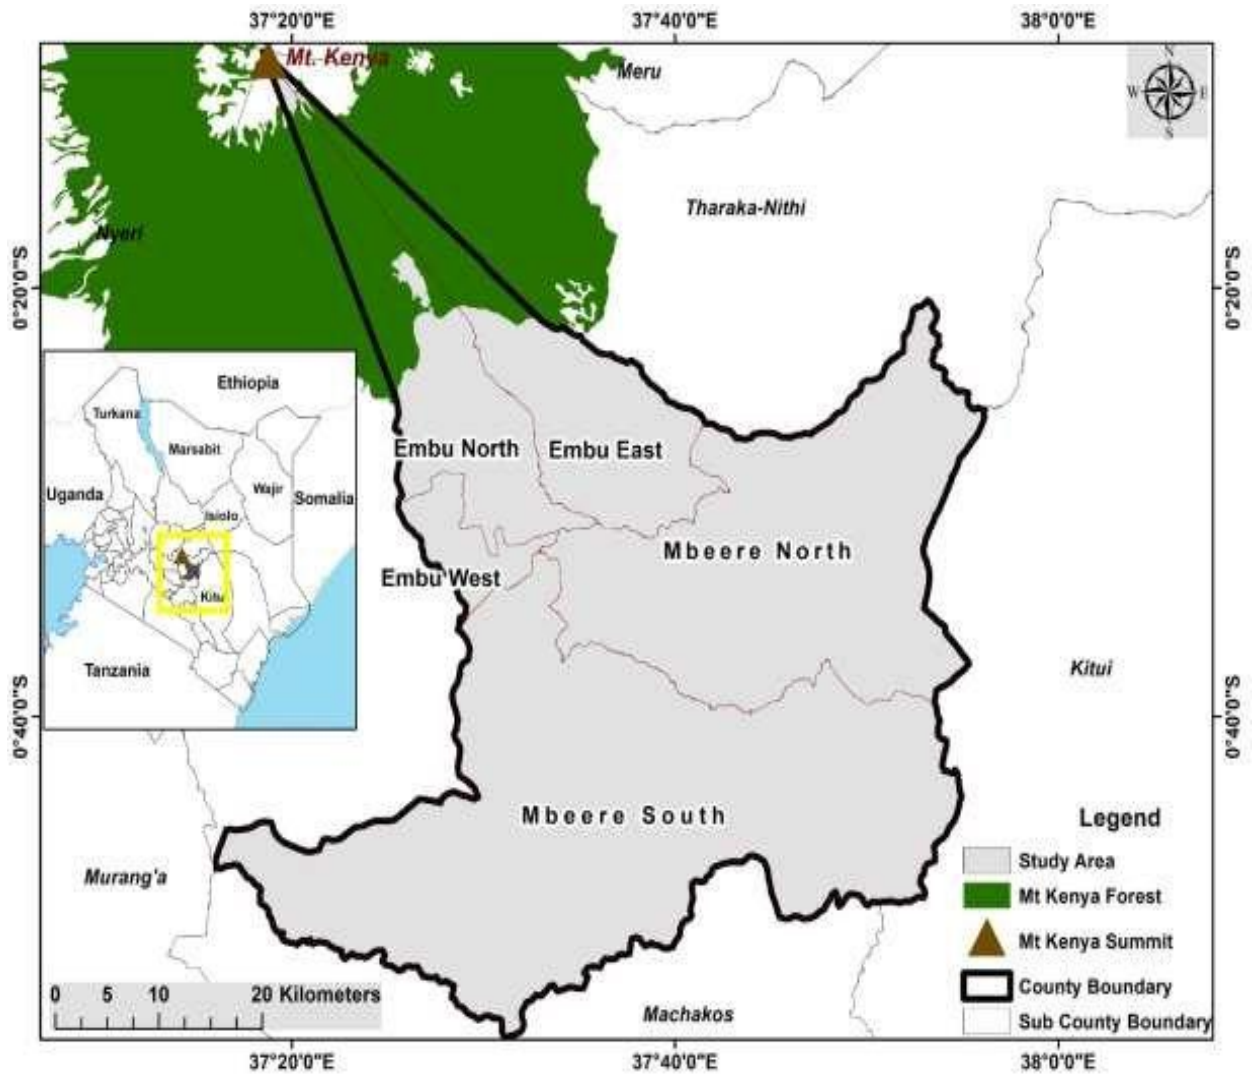 37°20'0"E
37°40'0"E
38°0'0"E
Mt. Kenya
Meru
N
W
E
S
Tharaka-Nithi
Nyeri
0°20'0"S
0°20'0"S
Ethiopia
Turkana
Marsabit
Wajir
Uganda
Somalia
Isiolo
Kitui
Tanzania
Embu North
Embu East
Mbeere North
Embu West
Kitui
0°40'0"S
0°40'0"S
Mbeere South
Murang'a
Machakos
Legend
Study Area
Mt Kenya Forest
Mt Kenya Summit
County Boundary
Sub County Boundary
0 5 10 20 Kilometers
37°20'0"E
37°40'0"E
38°0'0"E